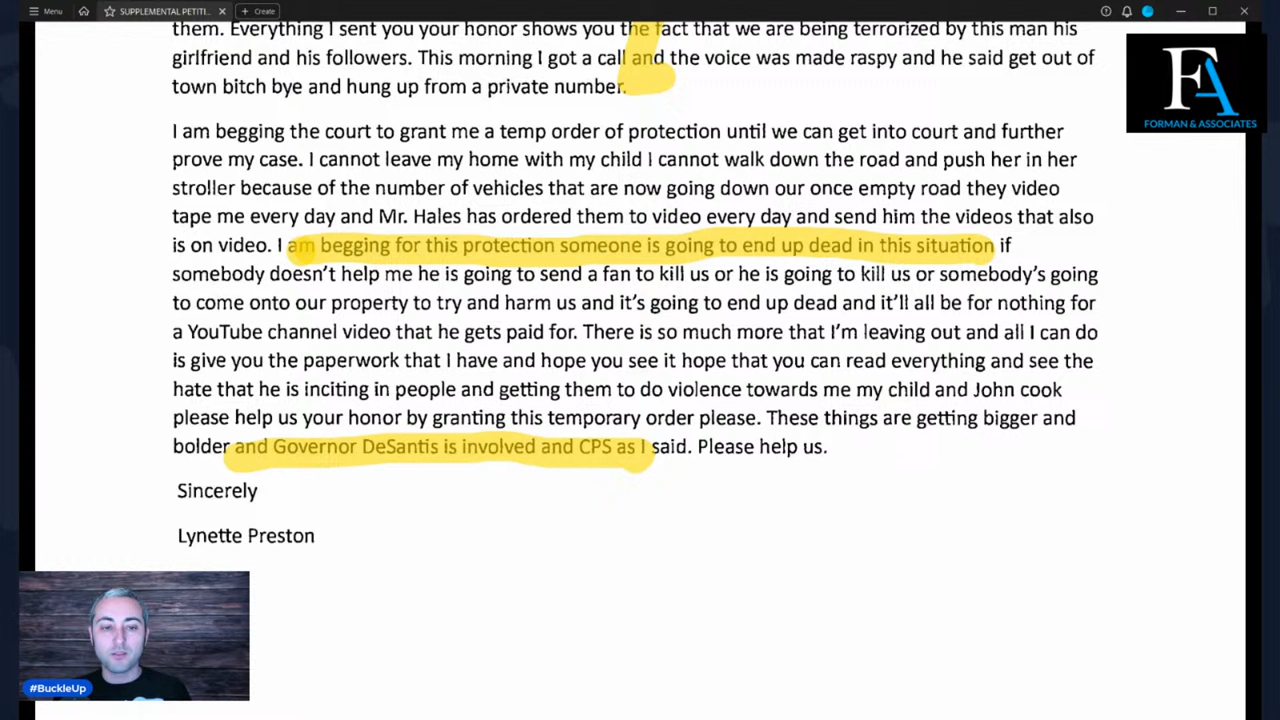 Menu
SUPPLEMENTAL PETITI...
Create
them. Everything I sent you your honor shows you the fact that we are being terrorized by this man his
girlfriend and his followers. This morning I got a call and the voice was made raspy and he said get out of
town bitch bye and hung up from a private number.
I am begging the court to grant me a temp order of protection until we can get into court and further
prove my case. I cannot leave my home with my child I cannot walk down the road and push her in her
stroller because of the number of vehicles that are now going down our once empty road they video
tape me every day and Mr. Hales has ordered them to video every day and send him the videos that also
is on video. I am begging for this protection someone is going to end up dead in this situation if
somebody doesn't help me he is going to send a fan to kill us or he is going to kill us or somebody's going
to come onto our property to try and harm us and it's going to end up dead and it'll all be for nothing for
a YouTube channel video that he gets paid for. There is so much more that I'm leaving out and all I can do
is give you the paperwork that I have and hope you see it hope that you can read everything and see the
hate that he is inciting in people and getting them to do violence towards me my child and John cook
please help us your honor by granting this temporary order please. These things are getting bigger and
bolder and Governor DeSantis is involved and CPS as I said. Please help us.
Sincerely
Lynette Preston
FA
FORMAN & ASSOCIATES
#BuckleUp